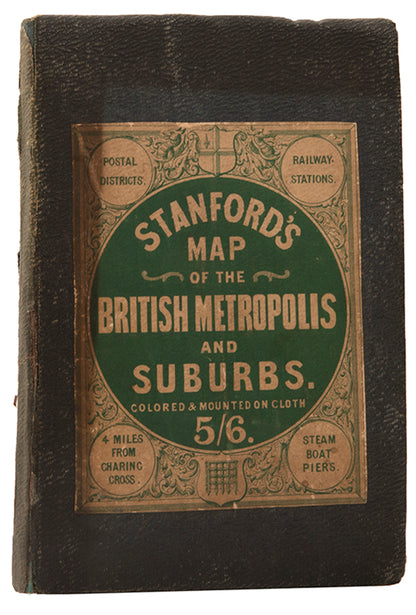 POSTAL
DISTRICTS.
RAILWAY-
STATIONS.
STANFORD'S
MAP
OF THE
BRITISH METROPOLIS
AND
SUBURBS.
COLORED & MOUNTED ON CLOTH
5/6.
4 MILES
FROM
CHARING
CROSS.
STEAM
BOAT
PIERS.